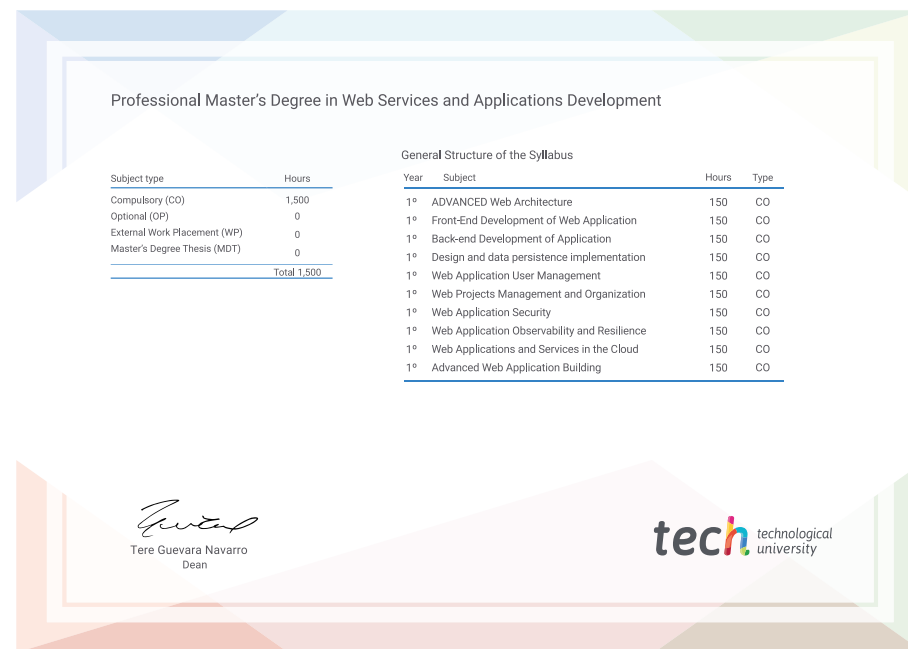 Professional Master's Degree in Web Services and Applications Development
Subject type Hours
Compulsory (CO) 1,500
Optional (OP) 0
External Work Placement (WP) 0
Master's Degree Thesis (MDT) 0
Total 1,500
General Structure of the Syllabus
Year Subject Hours Type
1º ADVANCED Web Architecture 150 CO
1º Front-End Development of Web Application 150 CO
1º Back-end Development of Application 150 CO
1º Design and data persistence implementation 150 CO
1º Web Application User Management 150 CO
1º Web Projects Management and Organization 150 CO
1º Web Application Security 150 CO
1º Web Application Observability and Resilience 150 CO
1º Web Applications and Services in the Cloud 150 CO
1º Advanced Web Application Building 150 CO
Tere Guevara Navarro
Dean
tech technological
university